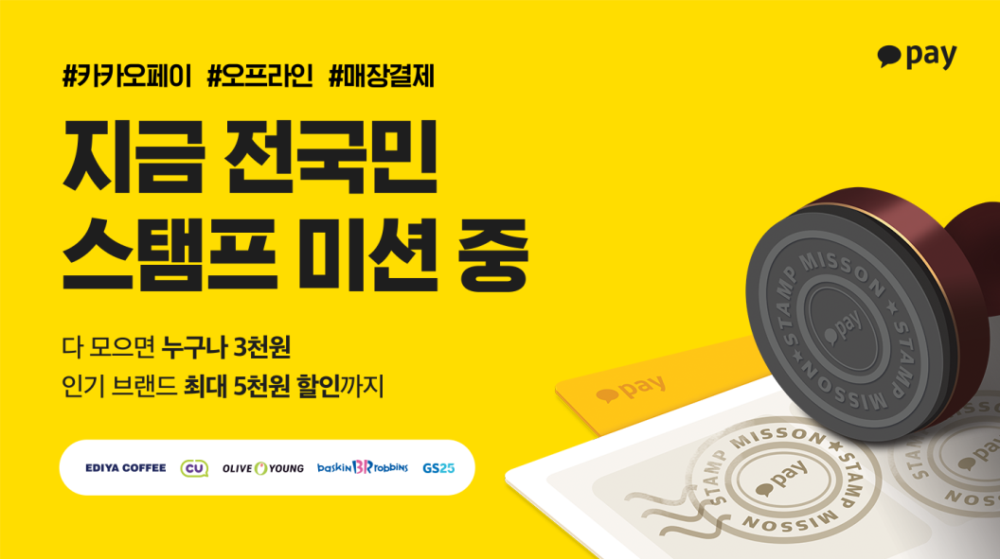 #카카오페이 #오프라인 #매장결제
pay
지금 전국민
스탬프 미션 중
다 모으면 누구나 3천원
인기 브랜드 최대 5천원 할인까지
EDIYA COFFEE CU OLIVE YOUNG baskin BR robbins GS25
STAMP MISSON ★ STAMP MISSON ★
pay
pay
STAMP MISSON ★ STAMP MISSON
pay
pay